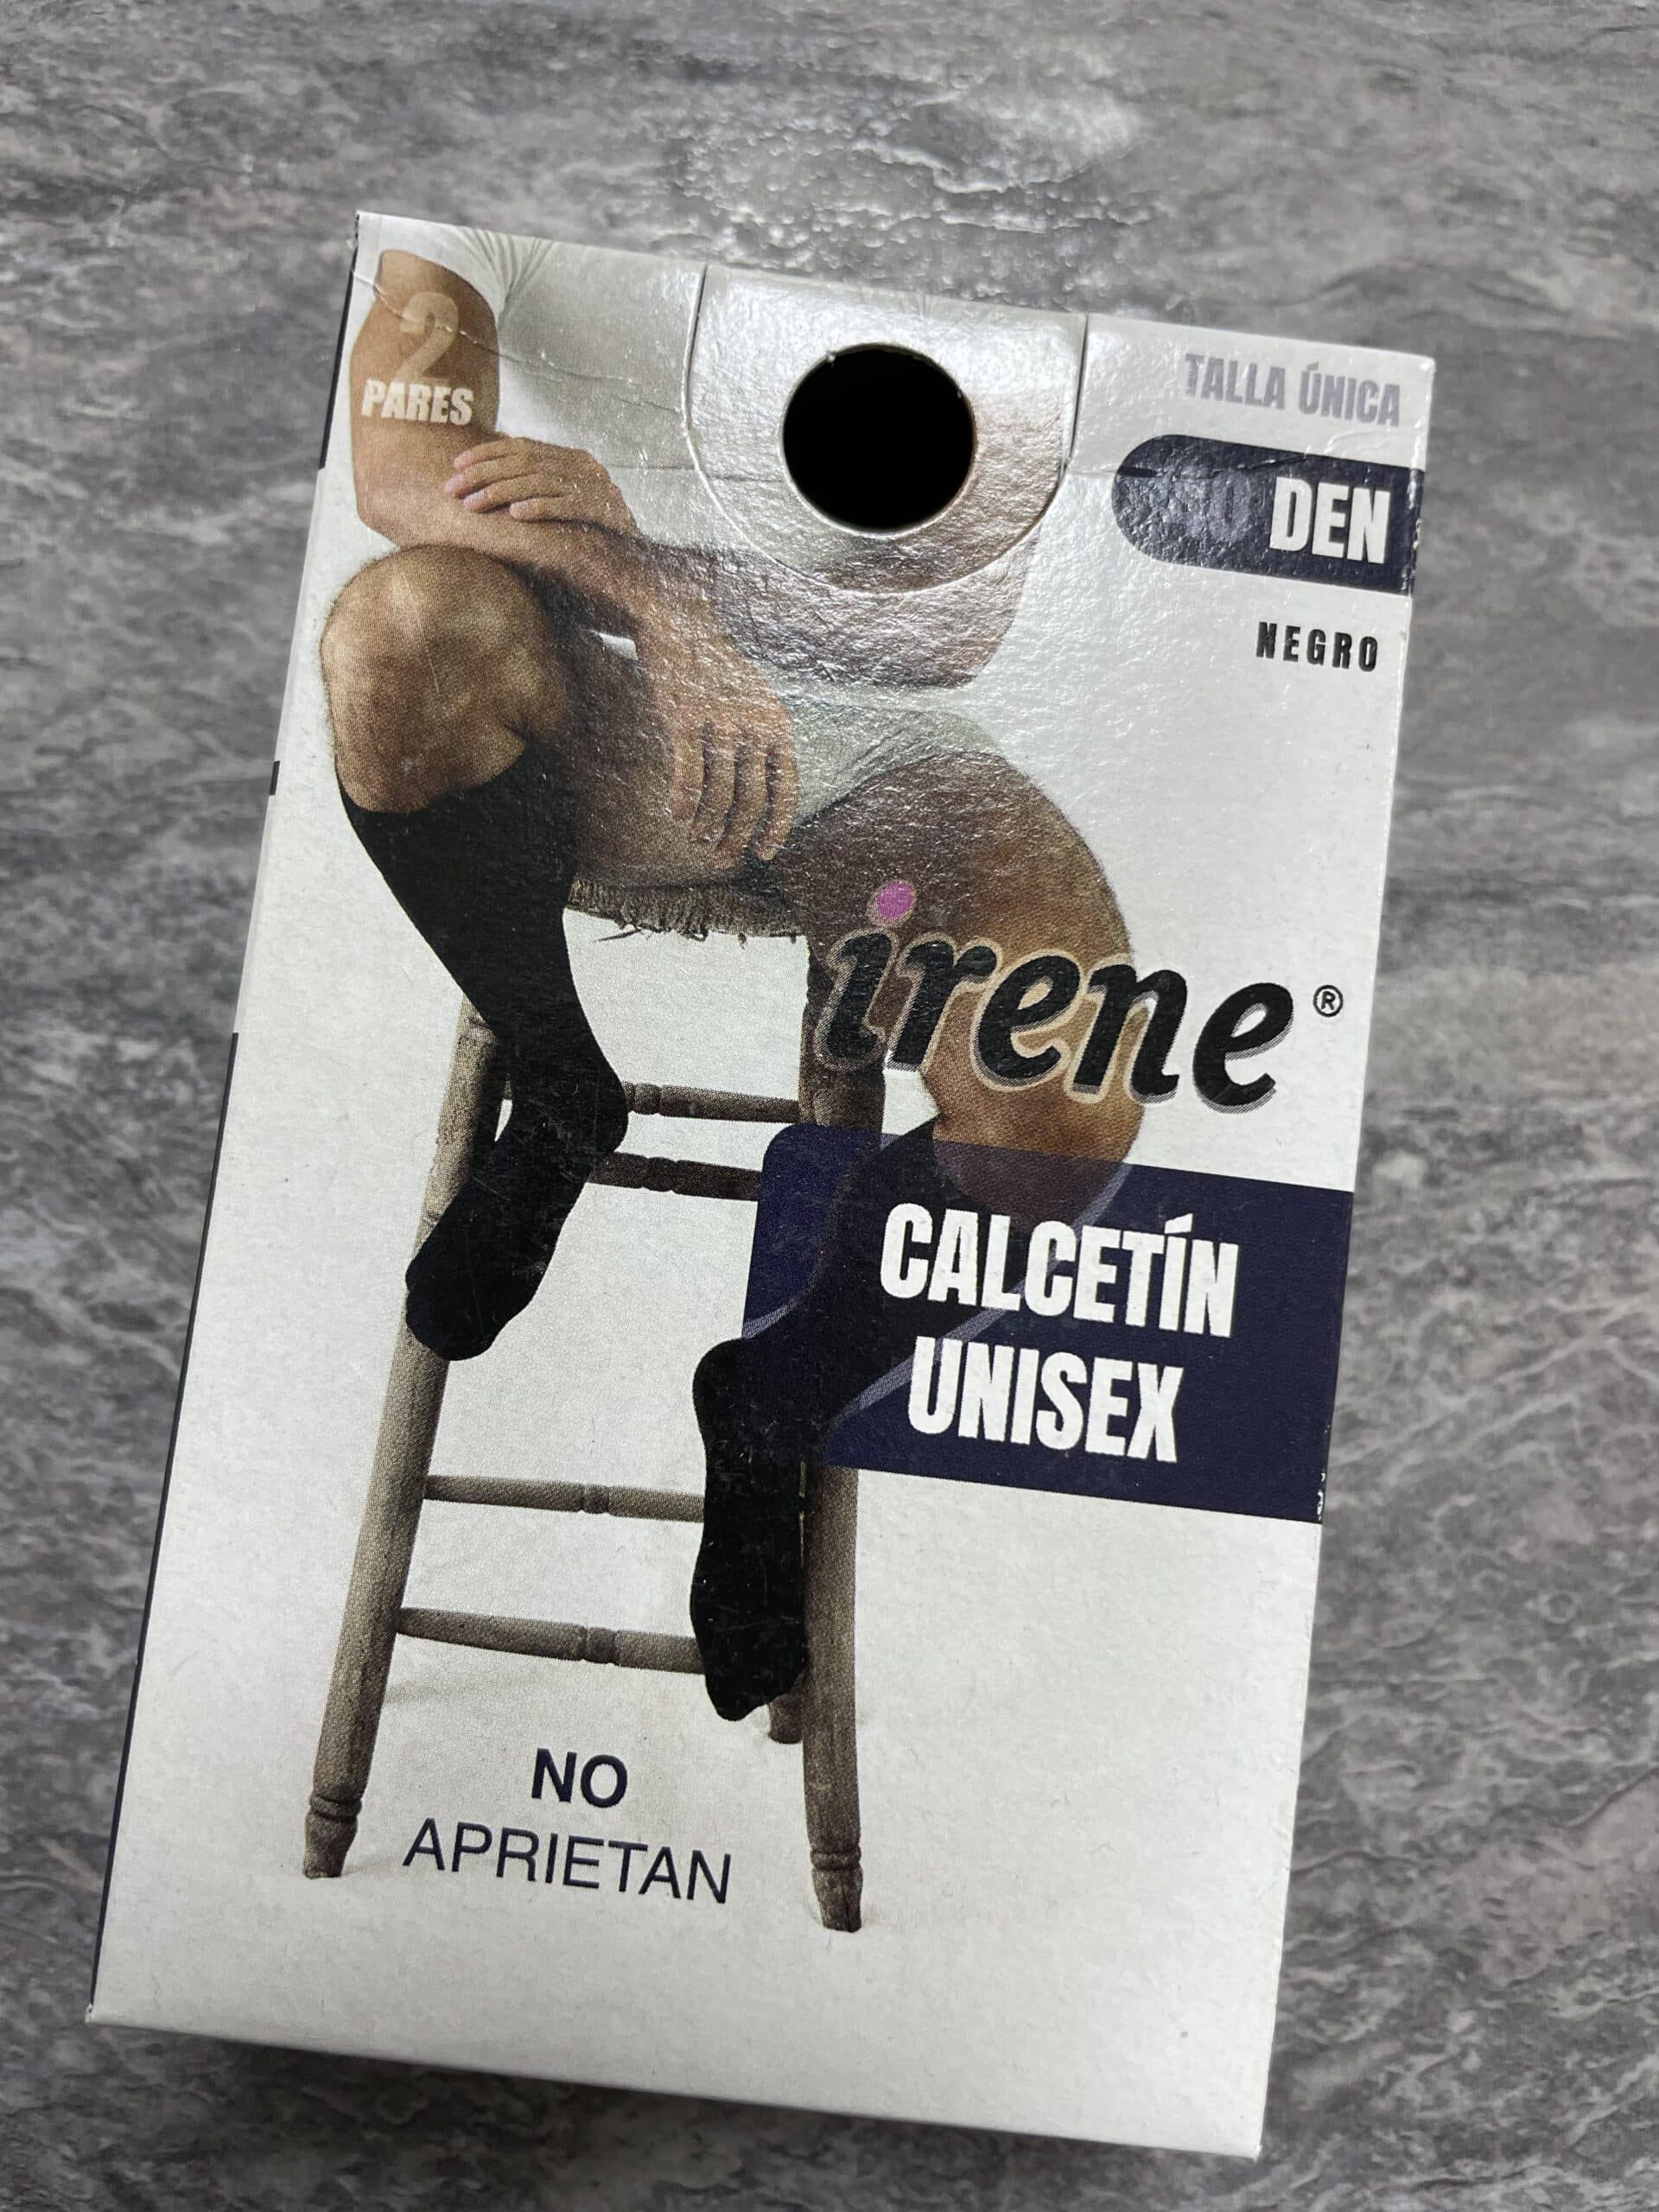 2
PARES
TALLA ÚNICA
DEN
NEGRO
irene®
CALCETÍN
UNISEX
NO
APRIETAN